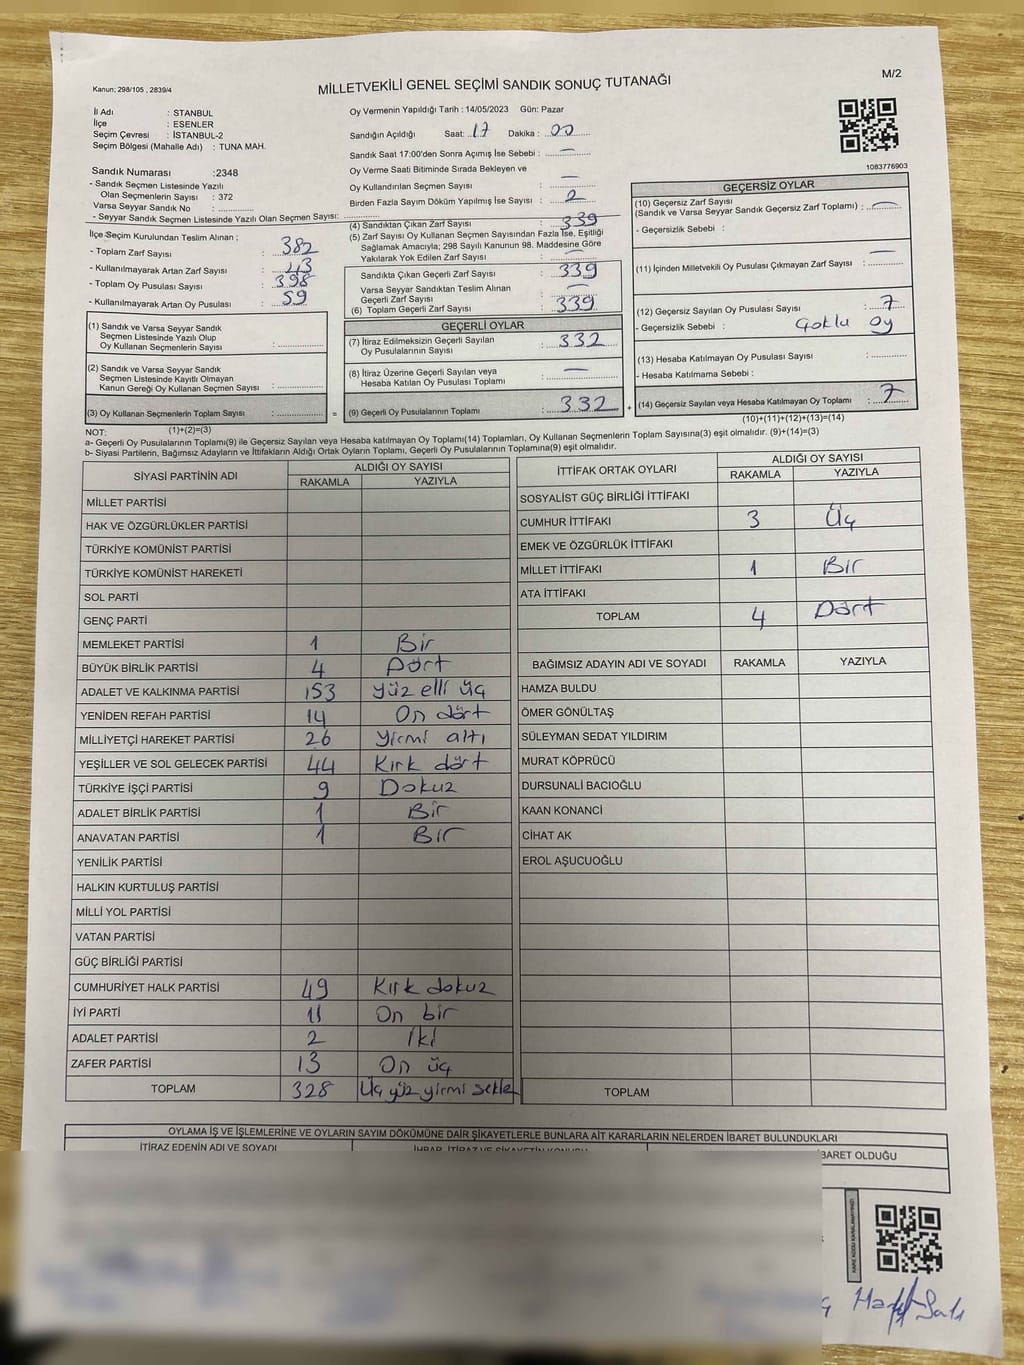 M/2
Kanun; 298/105 , 2839/4
MİLLETVEKİLİ GENEL SEÇİMİ SANDIK SONUÇ TUTANAĞI
İl Adı : STANBUL
İlçe : ESENLER
Seçim Çevresi : İSTANBUL-2
Seçim Bölgesi (Mahalle Adı) : TUNA MAH.
Sandık Numarası :2348
- Sandık Seçmen Listesinde Yazılı
Olan Seçmenlerin Sayısı : 372
Varsa Seyyar Sandık No :
- Seyyar Sandık Seçmen Listesinde Yazılı Olan Seçmen Sayısı:
İlçe Seçim Kurulundan Teslim Alınan ;
- Toplam Zarf Sayısı : 382
- Kullanılmayarak Artan Zarf Sayısı : 43
- Toplam Oy Pusulası Sayısı : 398
- Kullanılmayarak Artan Oy Pusulası : 59
(1) Sandık ve Varsa Seyyar Sandık
Seçmen Listesinde Yazılı Olup
Oy Kullanan Seçmenlerin Sayısı :
(2) Sandık ve Varsa Seyyar Sandık
Seçmen Listesinde Kayıtlı Olmayan
Kanun Gereği Oy Kullanan Seçmen Sayısı :
(3) Oy Kullanan Seçmenlerin Toplam Sayısı : =
(1)+(2)=(3)
Oy Vermenin Yapıldığı Tarih : 14/05/2023 Gün: Pazar
Sandığın Açıldığı Saat: 17 Dakika : 00
Sandık Saat 17:00'den Sonra Açımış İse Sebebi : —
Oy Verme Saati Bitiminde Sırada Bekleyen ve
Oy Kullandırılan Seçmen Sayısı : —
Birden Fazla Sayım Döküm Yapılmış İse Sayısı : 2
(4) Sandıktan Çıkan Zarf Sayısı : 339
(5) Zarf Sayısı Oy Kullanan Seçmen Sayısından Fazla İse, Eşitliği
Sağlamak Amacıyla; 298 Sayılı Kanunun 98. Maddesine Göre
Yakılarak Yok Edilen Zarf Sayısı : —
Sandıkta Çıkan Geçerli Zarf Sayısı : 339
Varsa Seyyar Sandıktan Teslim Alınan
Geçerli Zarf Sayısı : —
(6) Toplam Geçerli Zarf Sayısı : 339
GEÇERLİ OYLAR
(7) İtiraz Edilmeksizin Geçerli Sayılan
Oy Pusulalarının Sayısı : 332
(8) İtiraz Üzerine Geçerli Sayılan veya
Hesaba Katılan Oy Pusulası Toplamı : —
(9) Geçerli Oy Pusulalarının Toplamı : 332 +
1083776903
GEÇERSİZ OYLAR
(10) Geçersiz Zarf Sayısı
(Sandık ve Varsa Seyyar Sandık Geçersiz Zarf Toplamı) : —
- Geçersizlik Sebebi :
(11) İçinden Milletvekili Oy Pusulası Çıkmayan Zarf Sayısı : —
(12) Geçersiz Sayılan Oy Pusulası Sayısı : 7
- Geçersizlik Sebebi : Çoklu oy
(13) Hesaba Katılmayan Oy Pusulası Sayısı :
- Hesaba Katılmama Sebebi :
(14) Geçersiz Sayılan veya Hesaba Katılmayan Oy Toplamı : 7
(10)+(11)+(12)+(13)=(14)
NOT:
a- Geçerli Oy Pusulalarının Toplamı(9) ile Geçersiz Sayılan veya Hesaba katılmayan Oy Toplamı(14) Toplamları, Oy Kullanan Seçmenlerin Toplam Sayısına(3) eşit olmalıdır. (9)+(14)=(3)
b- Siyasi Partilerin, Bağımsız Adayların ve İttifakların Aldığı Ortak Oyların Toplamı, Geçerli Oy Pusulalarının Toplamına(9) eşit olmalıdır.
SİYASİ PARTİNİN ADI ALDIĞI OY SAYISI
RAKAMLA YAZIYLA
MİLLET PARTİSİ
HAK VE ÖZGÜRLÜKLER PARTİSİ
TÜRKİYE KOMÜNİST PARTİSİ
TÜRKİYE KOMÜNİST HAREKETİ
SOL PARTİ
GENÇ PARTİ
MEMLEKET PARTİSİ 1 Bir
BÜYÜK BİRLİK PARTİSİ 4 Dört
ADALET VE KALKINMA PARTİSİ 153 yüz elli üç
YENİDEN REFAH PARTİSİ 14 On dört
MİLLİYETÇİ HAREKET PARTİSİ 26 yirmi altı
YEŞİLLER VE SOL GELECEK PARTİSİ 44 Kırk dört
TÜRKİYE İŞÇİ PARTİSİ 9 Dokuz
ADALET BİRLİK PARTİSİ 1 Bir
ANAVATAN PARTİSİ 1 Bir
YENİLİK PARTİSİ
HALKIN KURTULUŞ PARTİSİ
MİLLİ YOL PARTİSİ
VATAN PARTİSİ
GÜÇ BİRLİĞİ PARTİSİ
CUMHURİYET HALK PARTİSİ 49 Kırk dokuz
İYİ PARTİ 11 On bir
ADALET PARTİSİ 2 İki
ZAFER PARTİSİ 13 On üç
TOPLAM 328 Üç yüz yirmi sekiz
İTTİFAK ORTAK OYLARI ALDIĞI OY SAYISI
RAKAMLA YAZIYLA
SOSYALİST GÜÇ BİRLİĞİ İTTİFAKI
CUMHUR İTTİFAKI 3 Üç
EMEK VE ÖZGÜRLÜK İTTİFAKI
MİLLET İTTİFAKI 1 Bir
ATA İTTİFAKI
TOPLAM 4 Dört
BAĞIMSIZ ADAYIN ADI VE SOYADI RAKAMLA YAZIYLA
HAMZA BULDU
ÖMER GÖNÜLTAŞ
SÜLEYMAN SEDAT YILDIRIM
MURAT KÖPRÜCÜ
DURSUNALİ BACIOĞLU
KAAN KONANCİ
CİHAT AK
EROL AŞUCUOĞLU
TOPLAM
OYLAMA İŞ VE İŞLEMLERİNE VE OYLARIN SAYIM DÖKÜMÜNE DAİR ŞİKAYETLERLE BUNLARA AİT KARARLARIN NELERDEN İBARET BULUNDUKLARI
İTİRAZ EDENİN ADI VE SOYADI İHBAR, İTİRAZ VE ŞİKAYETİN KONUSU İBARET OLDUĞU